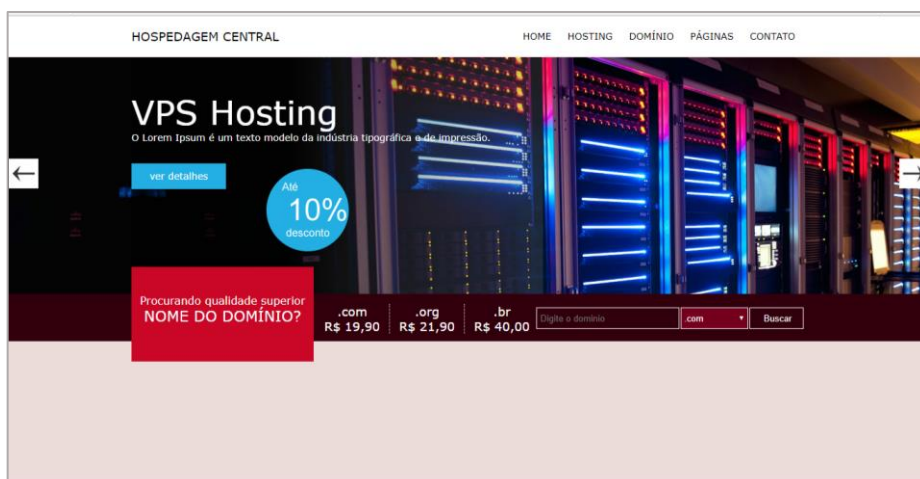 HOSPEDAGEM CENTRAL
HOME HOSTING DOMÍNIO PÁGINAS CONTATO
VPS Hosting
O Lorem Ipsum é um texto modelo da indústria tipográfica e de impressão.
ver detalhes
Até
10%
desconto
Procurando qualidade superior
NOME DO DOMÍNIO?
.com .org .br
R$ 19,90 R$ 21,90 R$ 40,00
Digite o domínio
.com
Buscar